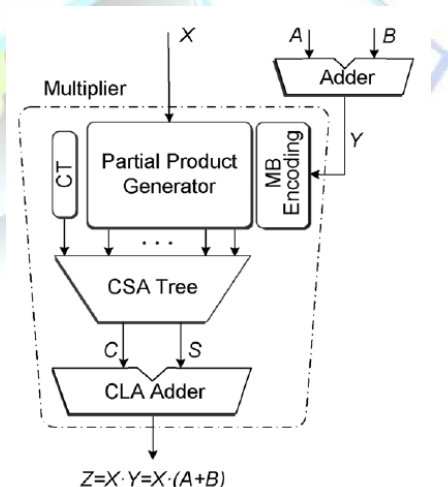 X
A
B
Adder
Multiplier
Y
CT
Partial Product
Generator
MB
Encoding
. . .
CSA Tree
C
S
CLA Adder
Z=X·Y=X·(A+B)